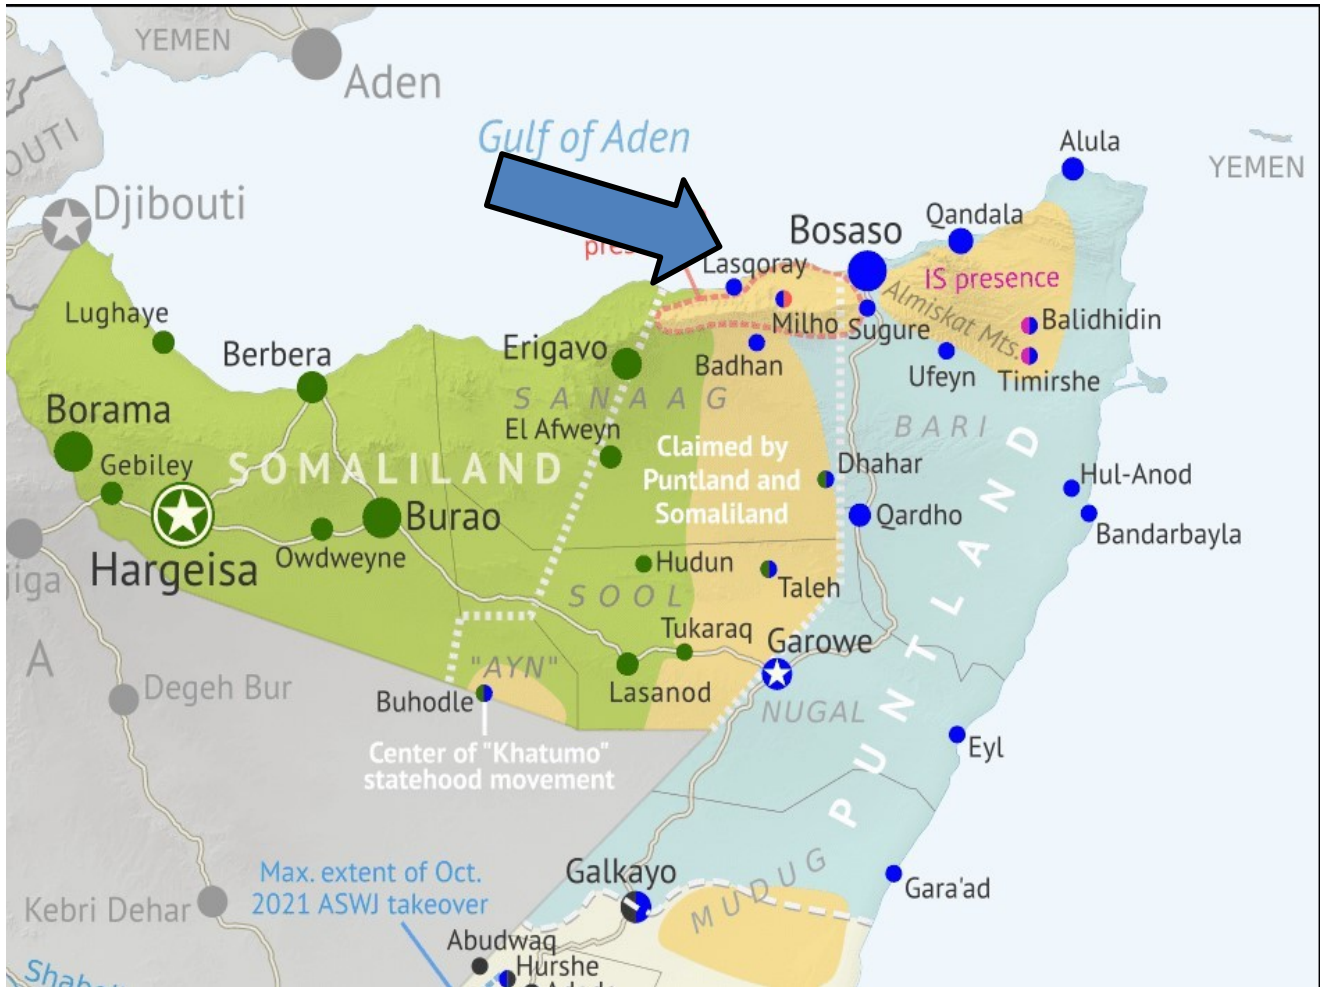 YEMEN
Aden
OUTI
Gulf of Aden
Alula
YEMEN
Djibouti
Qandala
Bosaso
Lasqoray
IS presence
Almiskat Mts.
Lughaye
Milho
Sugure
Balidhidin
Berbera
Erigavo
Badhan
Ufeyn
Timirshe
SANAAG
Borama
El Afweyn
BARI
Claimed by
Puntland and
Somaliland
Gebiley
SOMALILAND
Dhahar
Hul-Anod
Burao
Qardho
Bandarbayla
Owdweyne
Hargeisa
Hudun
Taleh
jiga
SOOL
PUNTLAND
Tukaraq
Garowe
A
"AYN"
Degeh Bur
Buhodle
Lasanod
NUGAL
Eyl
Center of "Khatumo"
statehood movement
Max. extent of Oct.
2021 ASWJ takeover
Galkayo
MUDUG
Gara'ad
Kebri Dehar
Abudwaq
Hurshe